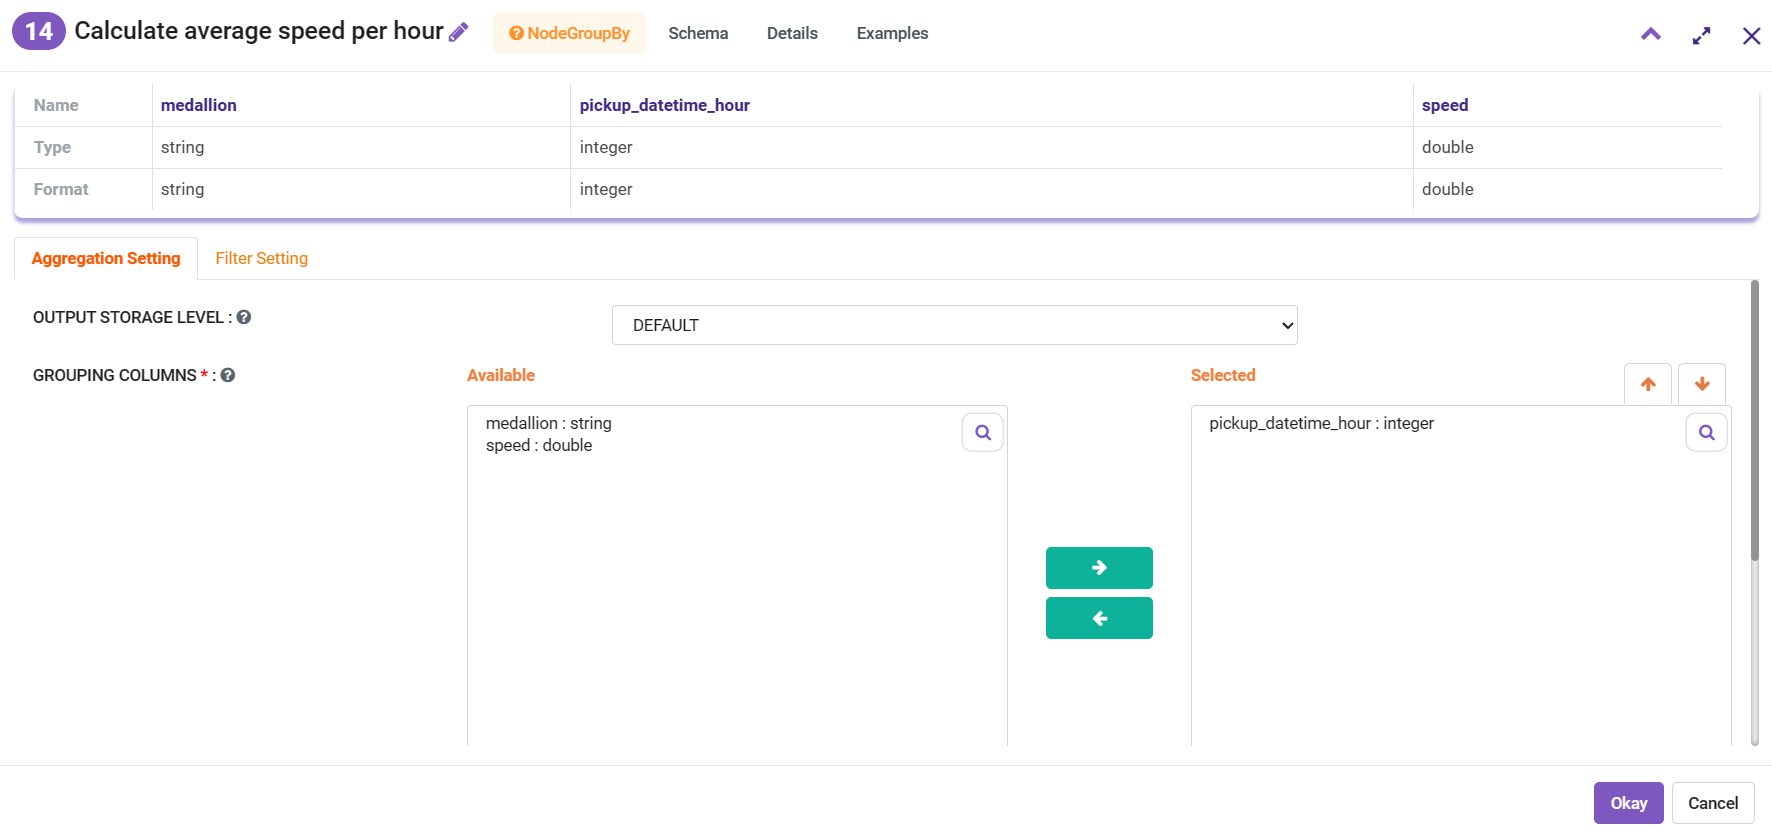 14 Calculate average speed per hour NodeGroupBy Schema Details Examples
Name medallion pickup_datetime_hour speed
Type string integer double
Format string integer double
Aggregation Setting Filter Setting
OUTPUT STORAGE LEVEL : DEFAULT
GROUPING COLUMNS * : Available Selected
medallion : string pickup_datetime_hour : integer
speed : double
Okay Cancel